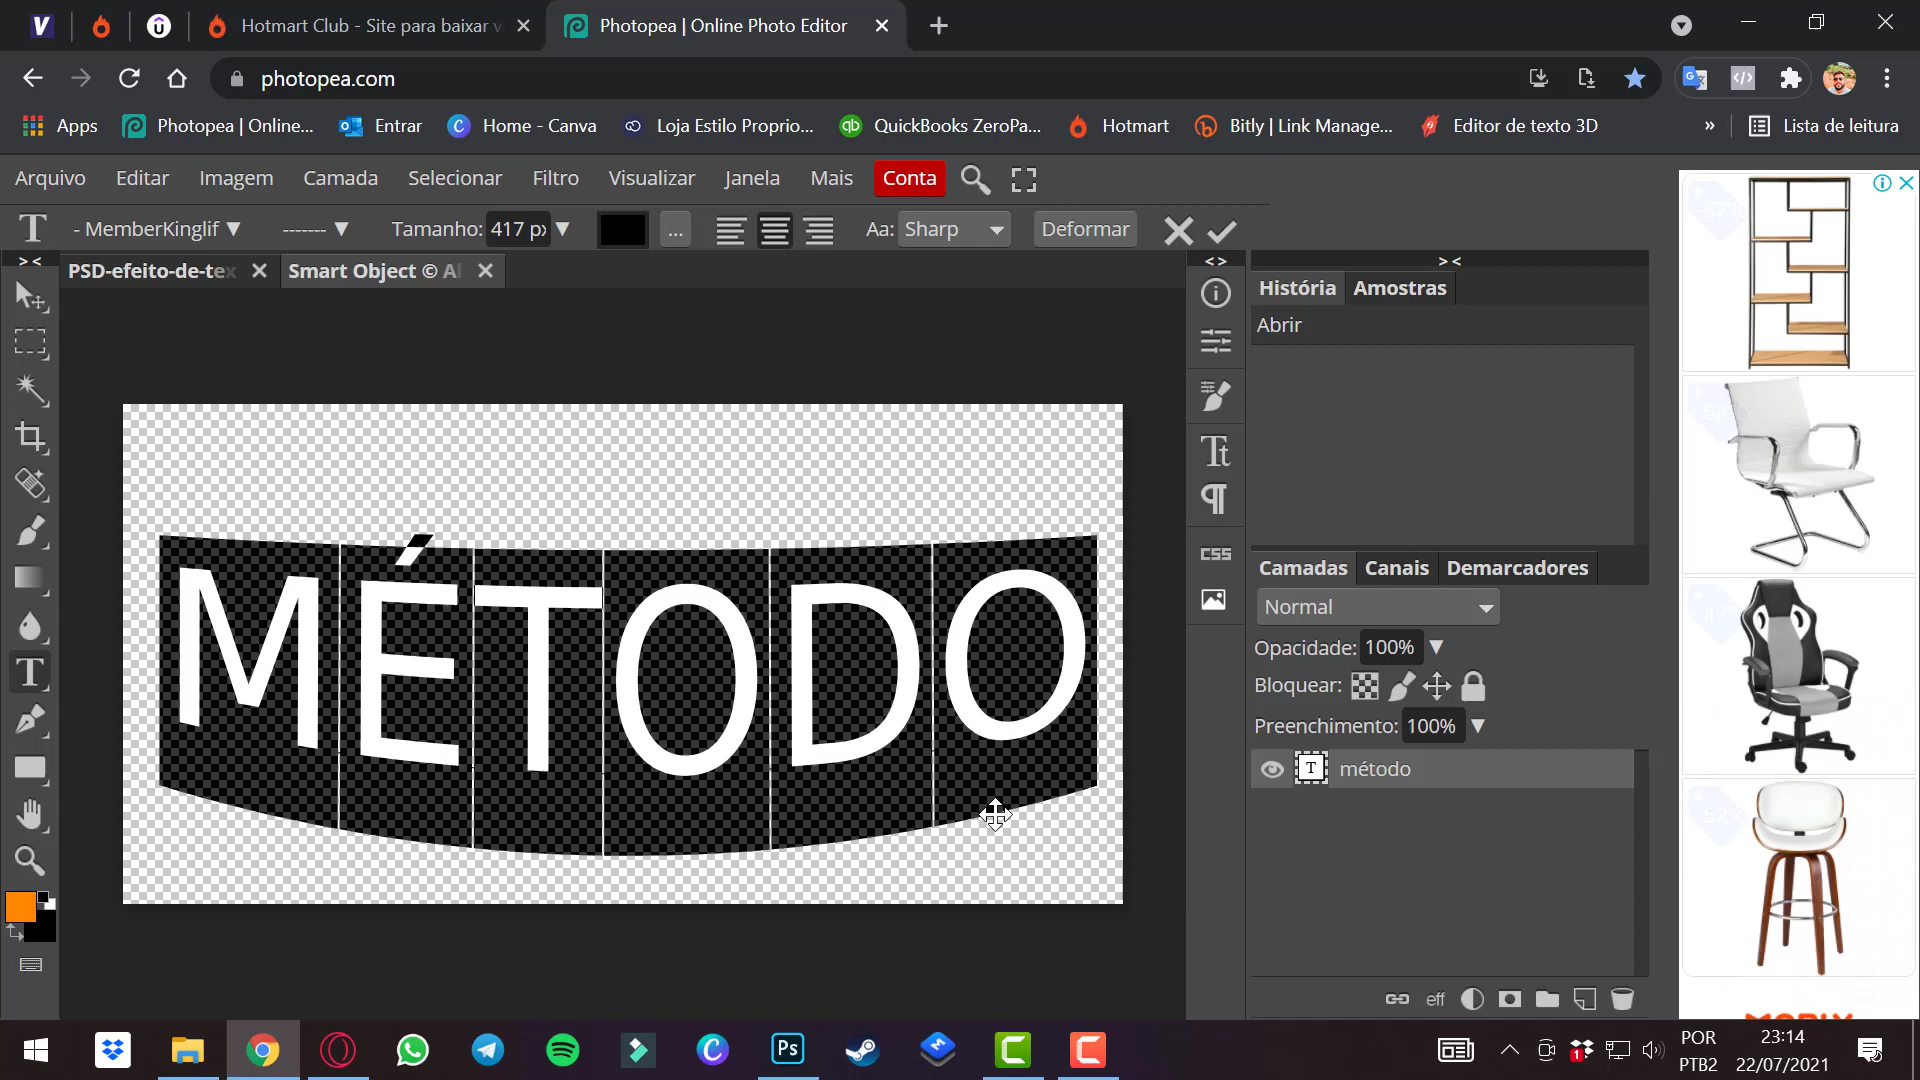 Hotmart Club - Site para baixar v
Photopea | Online Photo Editor
photopea.com
Apps
Photopea | Online...
Entrar
Home - Canva
Loja Estilo Proprio...
QuickBooks ZeroPa...
Hotmart
Bitly | Link Manage...
Editor de texto 3D
»
Lista de leitura
Arquivo
Editar
Imagem
Camada
Selecionar
Filtro
Visualizar
Janela
Mais
Conta
- MemberKinglif
-------
Tamanho: 417 px
...
Aa: Sharp
Deformar
PSD-efeito-de-te
Smart Object ©
História
Amostras
Abrir
MÉTODO
CSS
Camadas
Canais
Demarcadores
Normal
Opacidade: 100%
Bloquear:
Preenchimento: 100%
T
método
eff
Ps
1
POR
PTB2
23:14
22/07/2021